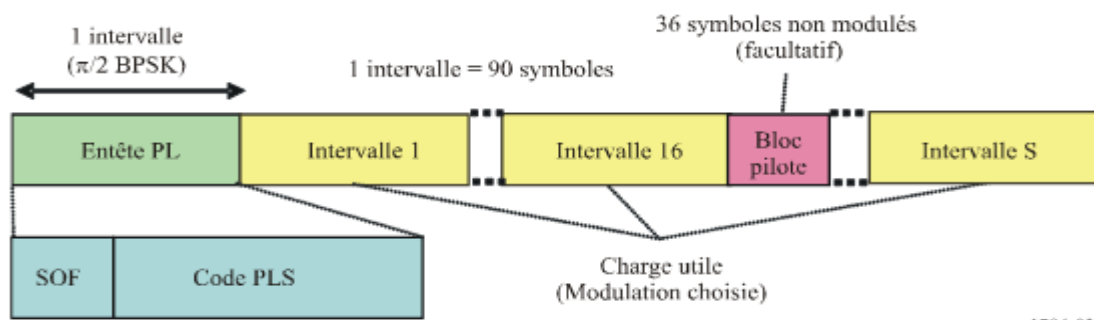 1 intervalle
(π/2 BPSK)
1 intervalle = 90 symboles
36 symboles non modulés
(facultatif)
Entête PL
Intervalle 1
Intervalle 16
Bloc
pilote
Intervalle S
SOF
Code PLS
Charge utile
(Modulation choisie)